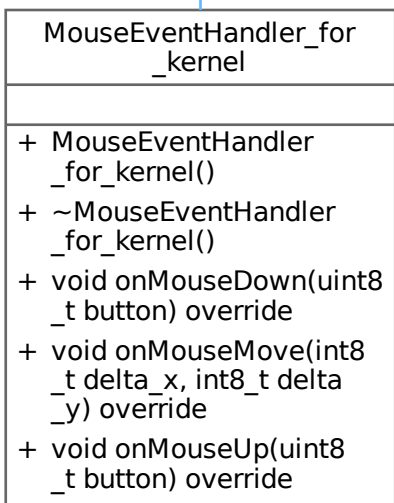 MouseEventHandler_for
_kernel
+ MouseEventHandler
_for_kernel()
+ ~MouseEventHandler
_for_kernel()
+ void onMouseDown(uint8
_t button) override
+ void onMouseMove(int8
_t delta_x, int8_t delta
_y) override
+ void onMouseUp(uint8
_t button) override